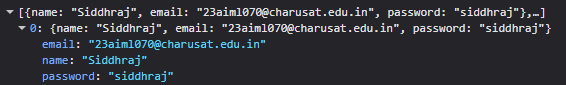 ▼ [{name: "Siddhraj", email: "23aiml070@charusat.edu.in", password: "siddhraj"},…]
▼ 0: {name: "Siddhraj", email: "23aiml070@charusat.edu.in", password: "siddhraj"}
email: "23aiml070@charusat.edu.in"
name: "Siddhraj"
password: "siddhraj"